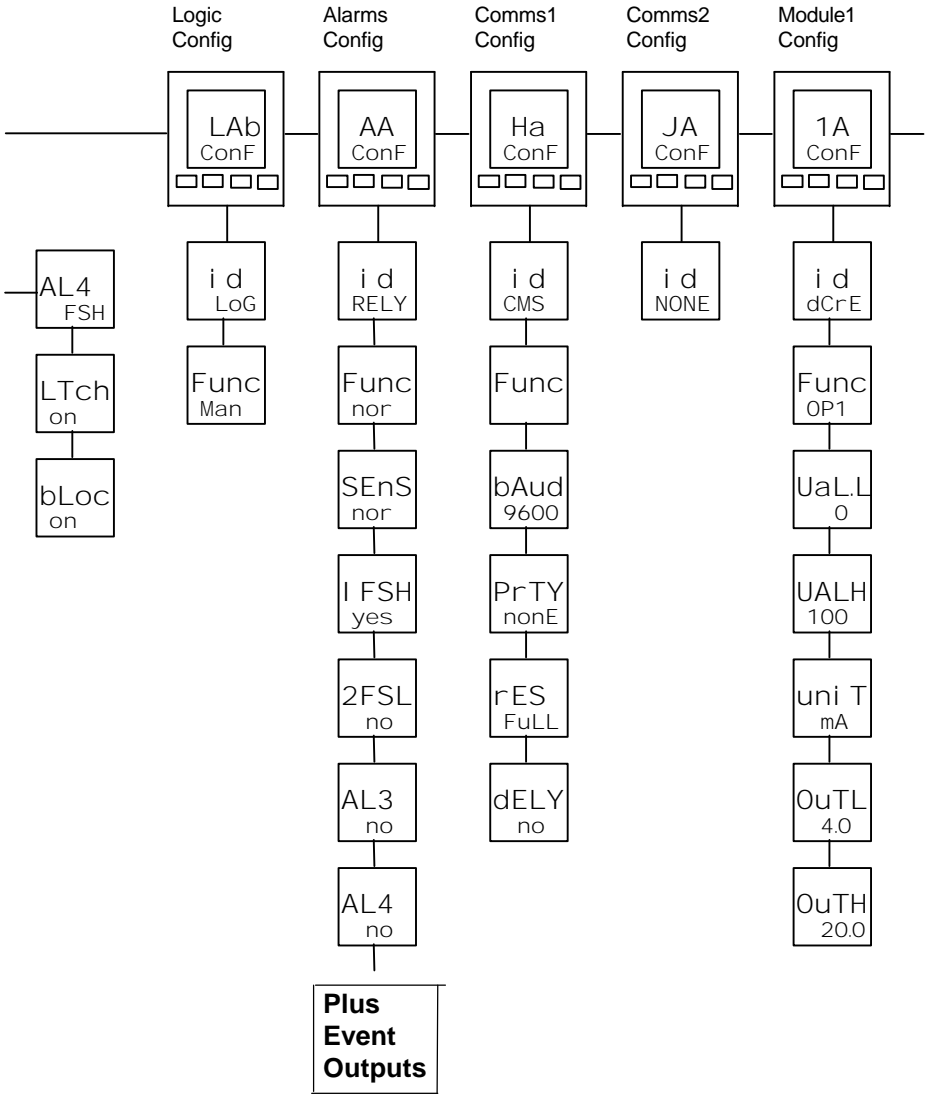 Logic
Config
Alarms
Config
Comms1
Config
Comms2
Config
Module1
Config
LAb
ConF
AA
ConF
Ha
ConF
JA
ConF
1A
ConF
AL4
FSH
LTch
on
bLoc
on
id
LoG
Func
Man
id
RELY
Func
nor
SEnS
nor
IFSH
yes
2FSL
no
AL3
no
AL4
no
Plus
Event
Outputs
id
CMS
Func
bAud
9600
PrTY
nonE
rES
FuLL
dELY
no
id
NONE
id
dCrE
Func
OP1
UaL.L
0
UALH
100
uniT
mA
OuTL
4.0
OuTH
20.0